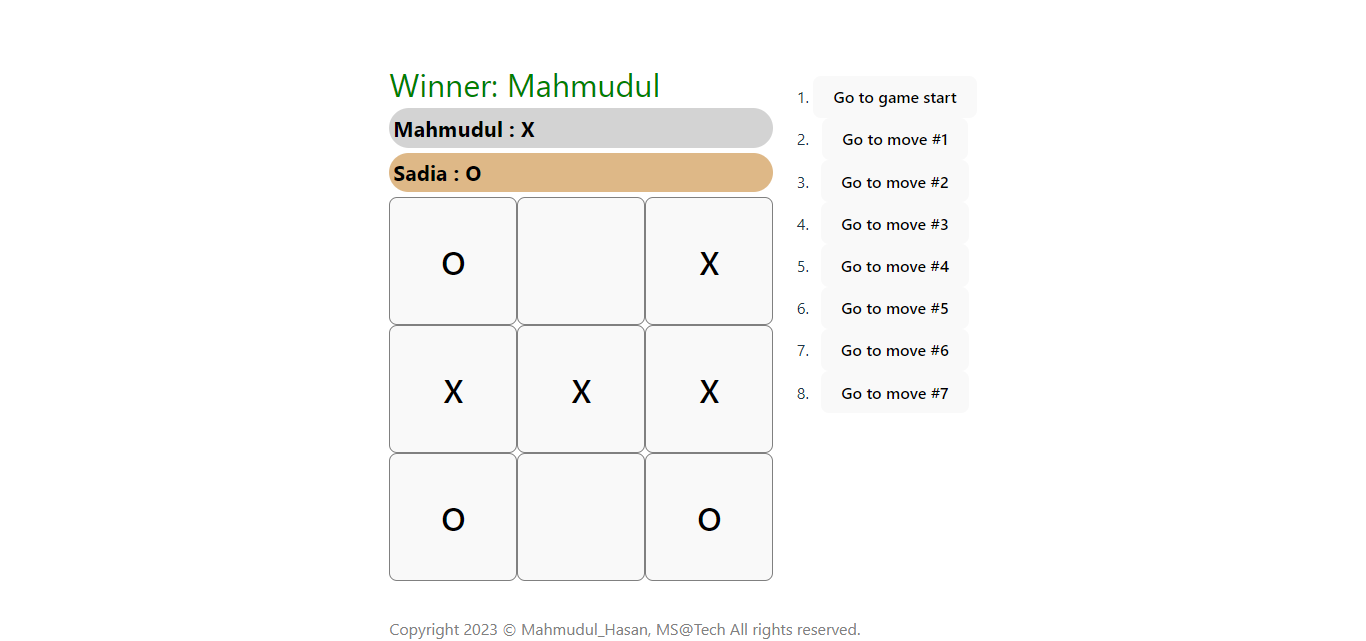 Winner: Mahmudul
Mahmudul : X
Sadia : O
O X
X X X
O O
1. Go to game start
2. Go to move #1
3. Go to move #2
4. Go to move #3
5. Go to move #4
6. Go to move #5
7. Go to move #6
8. Go to move #7
Copyright 2023 © Mahmudul_Hasan, MS@Tech All rights reserved.